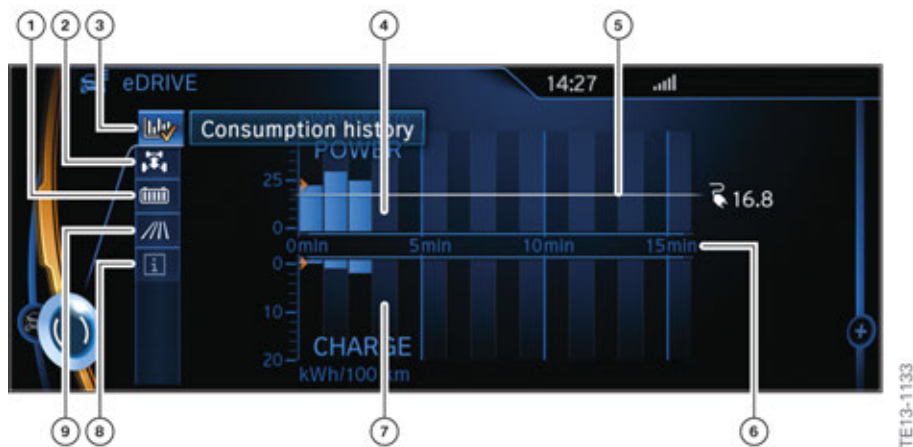 1 2 3 4 5
eDRIVE 14:27
Consumption history
POWER
25
16.8
0
0min 5min 10min 15min
0
10
CHARGE
20
kWh/100 km
9 8 7 6
TE13-1133